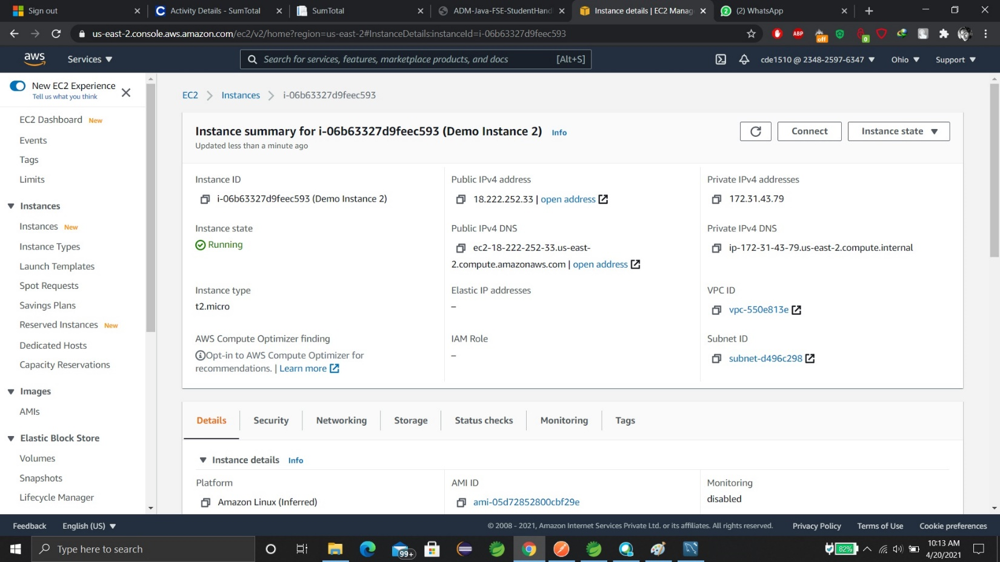 Sign out
Activity Details - SumTotal
SumTotal
ADM-Java-FSE-StudentHand
Instance details | EC2 Manag
(2) WhatsApp
us-east-2.console.aws.amazon.com/ec2/v2/home?region=us-east-2#InstanceDetails:instanceId=i-06b63327d9feec593
ABP
off
0
aws
Services
Search for services, features, marketplace products, and docs
[Alt+S]
cde1510 @ 2348-2597-6347
Ohio
Support
New EC2 Experience
Tell us what you think
EC2 Dashboard New
Events
Tags
Limits
Instances
Instances New
Instance Types
Launch Templates
Spot Requests
Savings Plans
Reserved Instances New
Dedicated Hosts
Capacity Reservations
Images
AMIs
Elastic Block Store
Volumes
Snapshots
Lifecycle Manager
EC2 > Instances > i-06b63327d9feec593
Instance summary for i-06b63327d9feec593 (Demo Instance 2) Info
Updated less than a minute ago
Connect
Instance state
Instance ID
i-06b63327d9feec593 (Demo Instance 2)
Public IPv4 address
18.222.252.33 | open address
Private IPv4 addresses
172.31.43.79
Instance state
Running
Public IPv4 DNS
ec2-18-222-252-33.us-east-
2.compute.amazonaws.com | open address
Private IPv4 DNS
ip-172-31-43-79.us-east-2.compute.internal
Instance type
t2.micro
Elastic IP addresses
–
VPC ID
vpc-550e813e
AWS Compute Optimizer finding
Opt-in to AWS Compute Optimizer for
recommendations. | Learn more
IAM Role
–
Subnet ID
subnet-d496c298
Details
Security
Networking
Storage
Status checks
Monitoring
Tags
Instance details Info
Platform
Amazon Linux (Inferred)
AMI ID
ami-05d72852800cbf29e
Monitoring
disabled
Feedback
English (US)
© 2008 - 2021, Amazon Internet Services Private Ltd. or its affiliates. All rights reserved.
Privacy Policy
Terms of Use
Cookie preferences
Type here to search
99+
82%
10:13 AM
4/20/2021